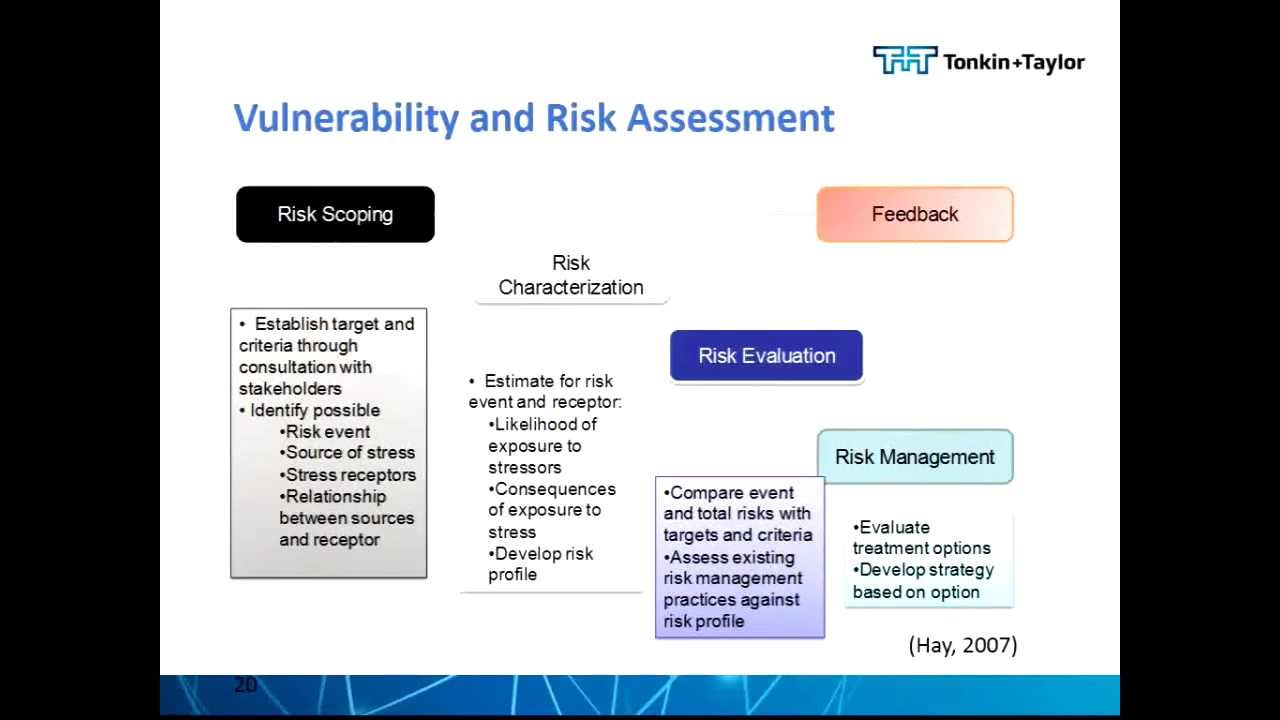 Tonkin+Taylor
Vulnerability and Risk Assessment
Risk Scoping
Feedback
Risk
Characterization
Risk Evaluation
Risk Management
• Establish target and
criteria through
consultation with
stakeholders
• Identify possible
•Risk event
•Source of stress
•Stress receptors
•Relationship
between sources
and receptor
• Estimate for risk
event and receptor:
•Likelihood of
exposure to
stressors
•Consequences
of exposure to
stress
•Develop risk
profile
•Compare event
and total risks with
targets and criteria
•Assess existing
risk management
practices against
risk profile
•Evaluate
treatment options
•Develop strategy
based on option
(Hay, 2007)
20